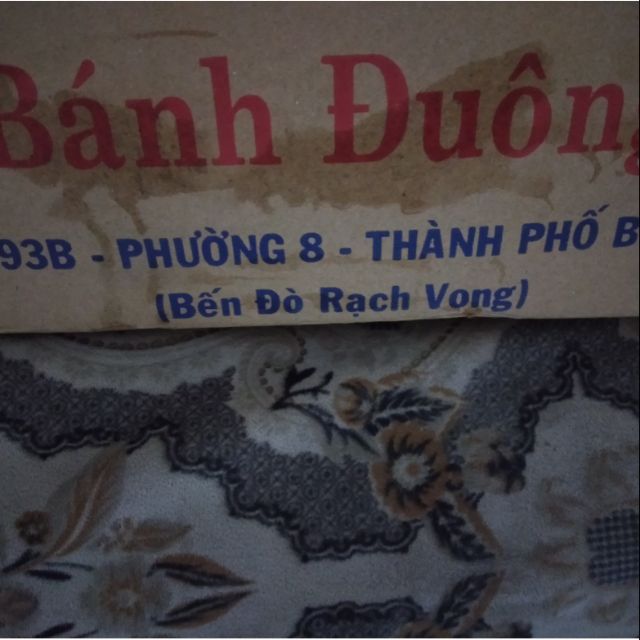 Bánh Đuông
93B - PHƯỜNG 8 - THÀNH PHỐ B
(Bến Đò Rạch Vong)